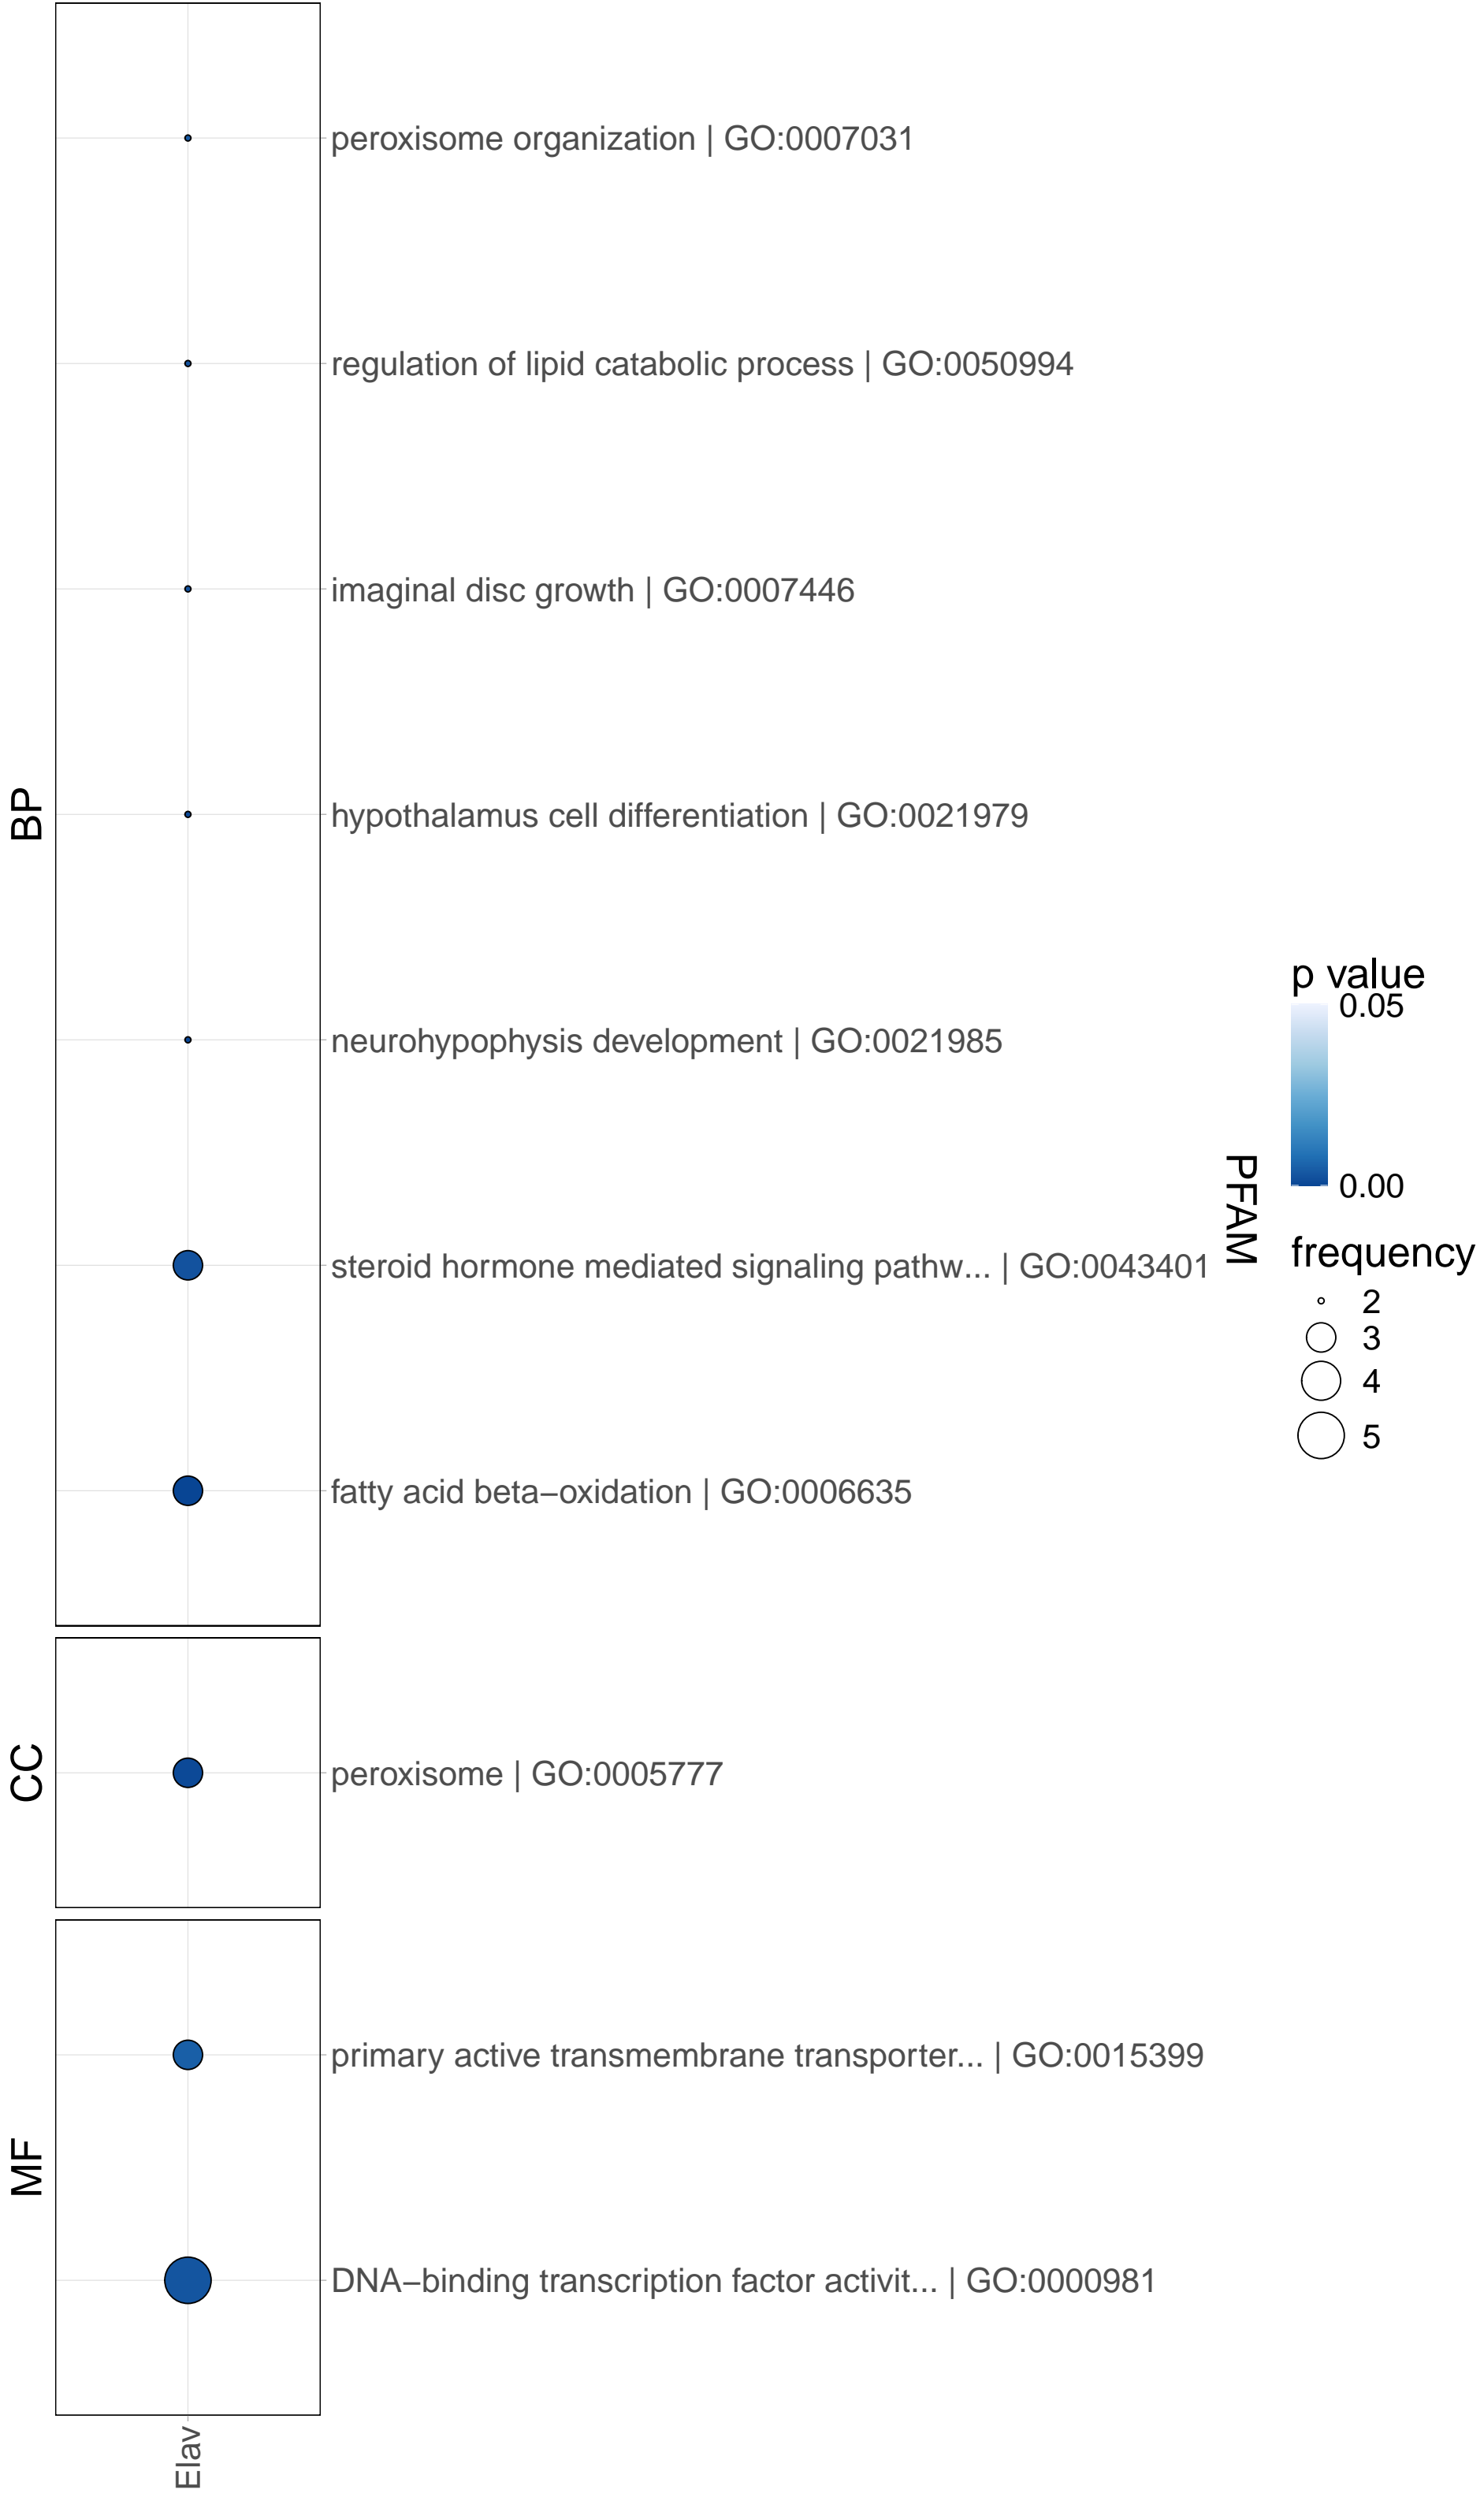 BP
peroxisome organization | GO:0007031
regulation of lipid catabolic process | GO:0050994
imaginal disc growth | GO:0007446
hypothalamus cell differentiation | GO:0021979
neurohypophysis development | GO:0021985
steroid hormone mediated signaling pathw... | GO:0043401
fatty acid beta−oxidation | GO:0006635
CC
peroxisome | GO:0005777
MF
primary active transmembrane transporter... | GO:0015399
DNA−binding transcription factor activit... | GO:0000981
Elav
PFAM
p value
0.05
0.00
frequency
2
3
4
5